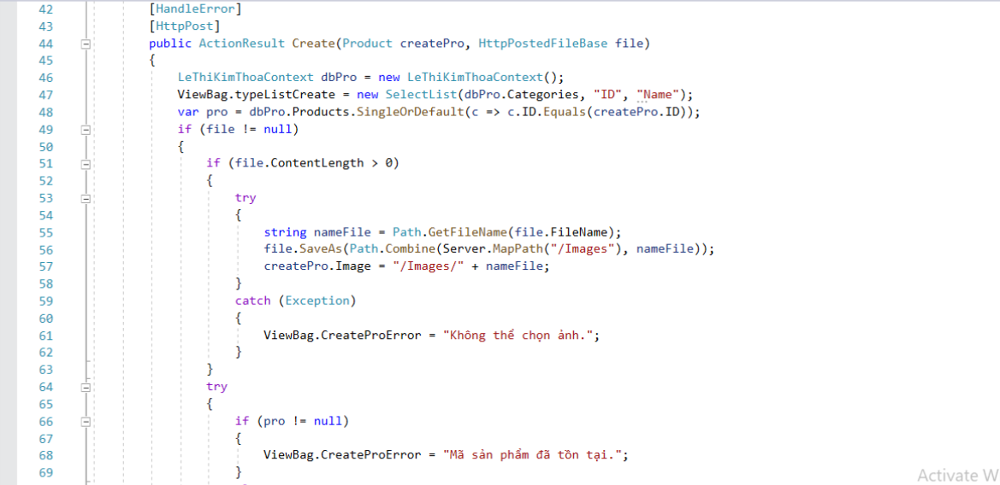 42 [HandleError]
43 [HttpPost]
44 public ActionResult Create(Product createPro, HttpPostedFileBase file)
45 {
46 LeThiKimThoaContext dbPro = new LeThiKimThoaContext();
47 ViewBag.typeListCreate = new SelectList(dbPro.Categories, "ID", "Name");
48 var pro = dbPro.Products.SingleOrDefault(c => c.ID.Equals(createPro.ID));
49 if (file != null)
50 {
51 if (file.ContentLength > 0)
52 {
53 try
54 {
55 string nameFile = Path.GetFileName(file.FileName);
56 file.SaveAs(Path.Combine(Server.MapPath("/Images"), nameFile));
57 createPro.Image = "/Images/" + nameFile;
58 }
59 catch (Exception)
60 {
61 ViewBag.CreateProError = "Không thể chọn ảnh.";
62 }
63 }
64 try
65 {
66 if (pro != null)
67 {
68 ViewBag.CreateProError = "Mã sản phẩm đã tồn tại.";
69 }
Activate W